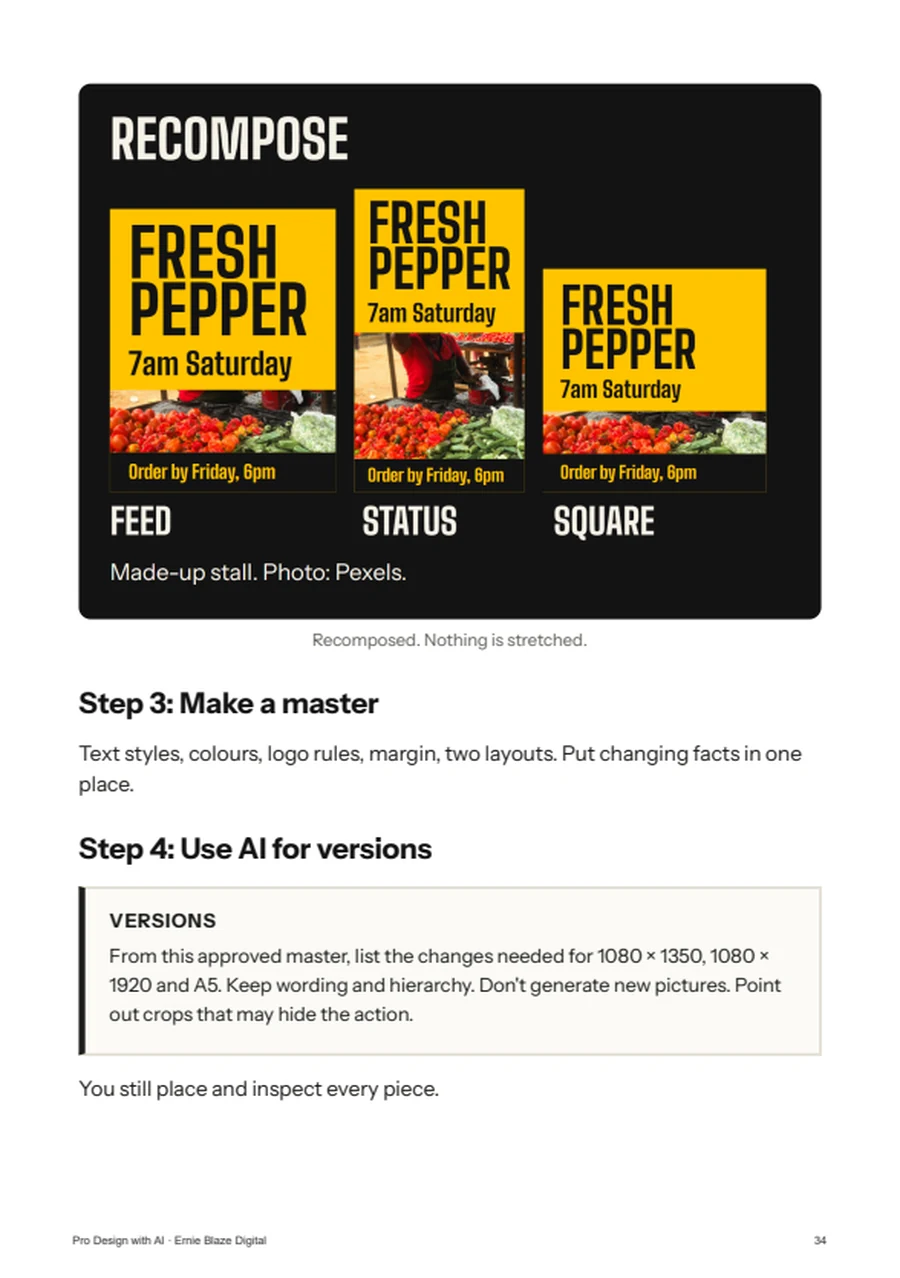 RECOMPOSE
FRESH
PEPPER
7am Saturday
Order by Friday, 6pm
FEED
FRESH
PEPPER
7am Saturday
Order by Friday, 6pm
STATUS
FRESH
PEPPER
7am Saturday
Order by Friday, 6pm
SQUARE
Made-up stall. Photo: Pexels.
Recomposed. Nothing is stretched.
Step 3: Make a master
Text styles, colours, logo rules, margin, two layouts. Put changing facts in one
place.
Step 4: Use AI for versions
VERSIONS
From this approved master, list the changes needed for 1080 × 1350, 1080 ×
1920 and A5. Keep wording and hierarchy. Don't generate new pictures. Point
out crops that may hide the action.
You still place and inspect every piece.
Pro Design with AI · Ernie Blaze Digital
34